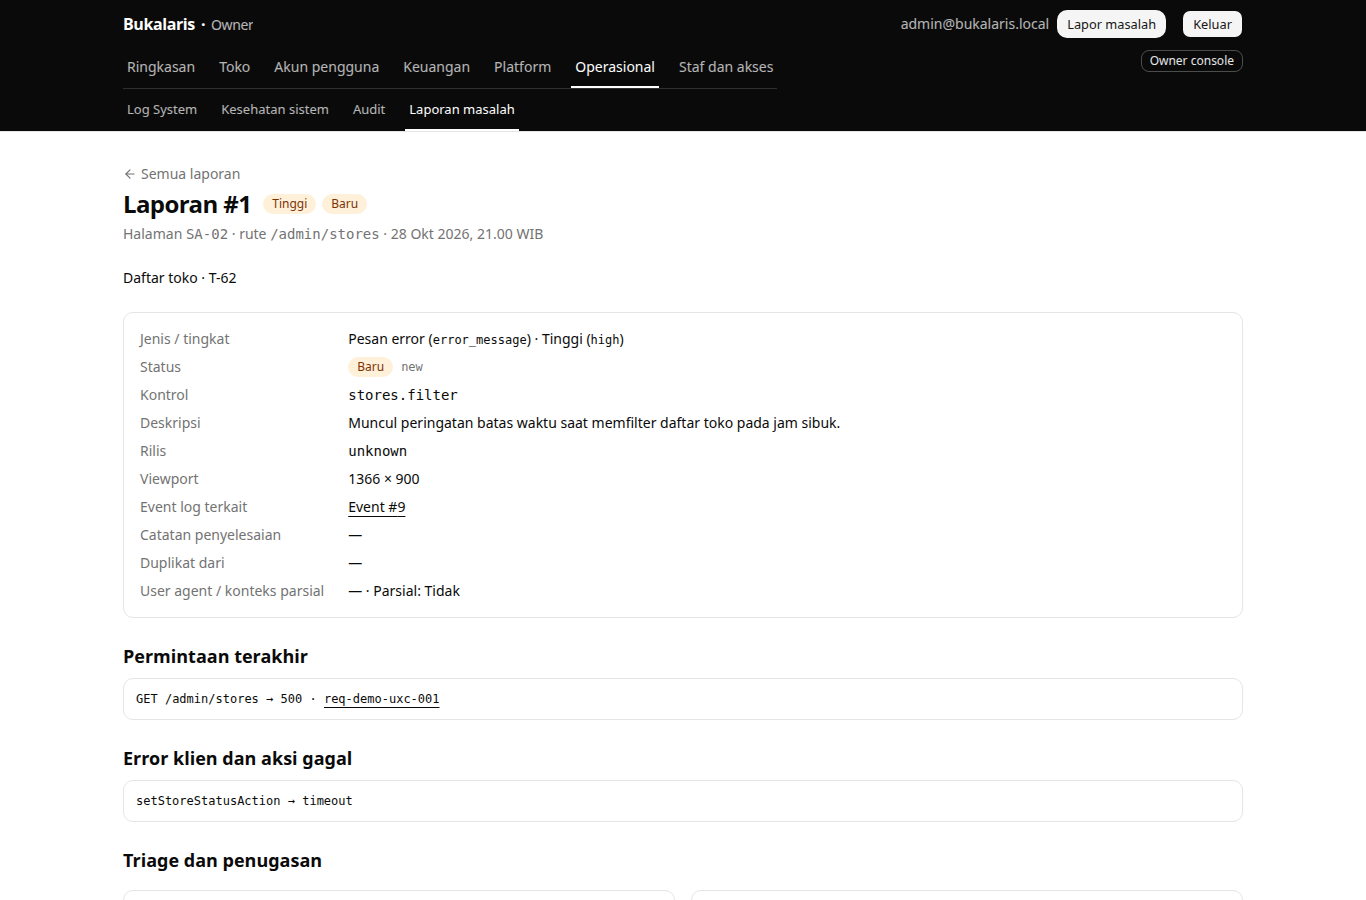 Bukalaris · Owner
admin@bukalaris.local Lapor masalah Keluar
Ringkasan Toko Akun pengguna Keuangan Platform Operasional Staf dan akses
Owner console
Log System Kesehatan sistem Audit Laporan masalah
← Semua laporan
Laporan #1 Tinggi Baru
Halaman SA-02 · rute /admin/stores · 28 Okt 2026, 21.00 WIB
Daftar toko · T-62
Jenis / tingkat Pesan error (error_message) · Tinggi (high)
Status Baru new
Kontrol stores.filter
Deskripsi Muncul peringatan batas waktu saat memfilter daftar toko pada jam sibuk.
Rilis unknown
Viewport 1366 × 900
Event log terkait Event #9
Catatan penyelesaian —
Duplikat dari —
User agent / konteks parsial — · Parsial: Tidak
Permintaan terakhir
GET /admin/stores → 500 · req-demo-uxc-001
Error klien dan aksi gagal
setStoreStatusAction → timeout
Triage dan penugasan